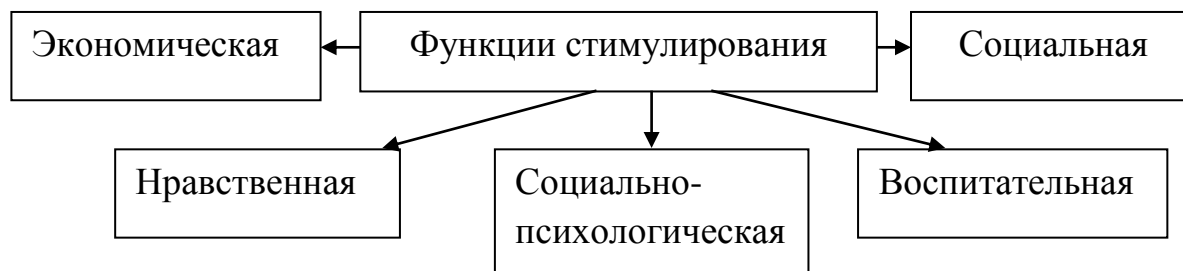 Экономическая
Функции стимулирования
Социальная
Нравственная
Социально-
психологическая
Воспитательная